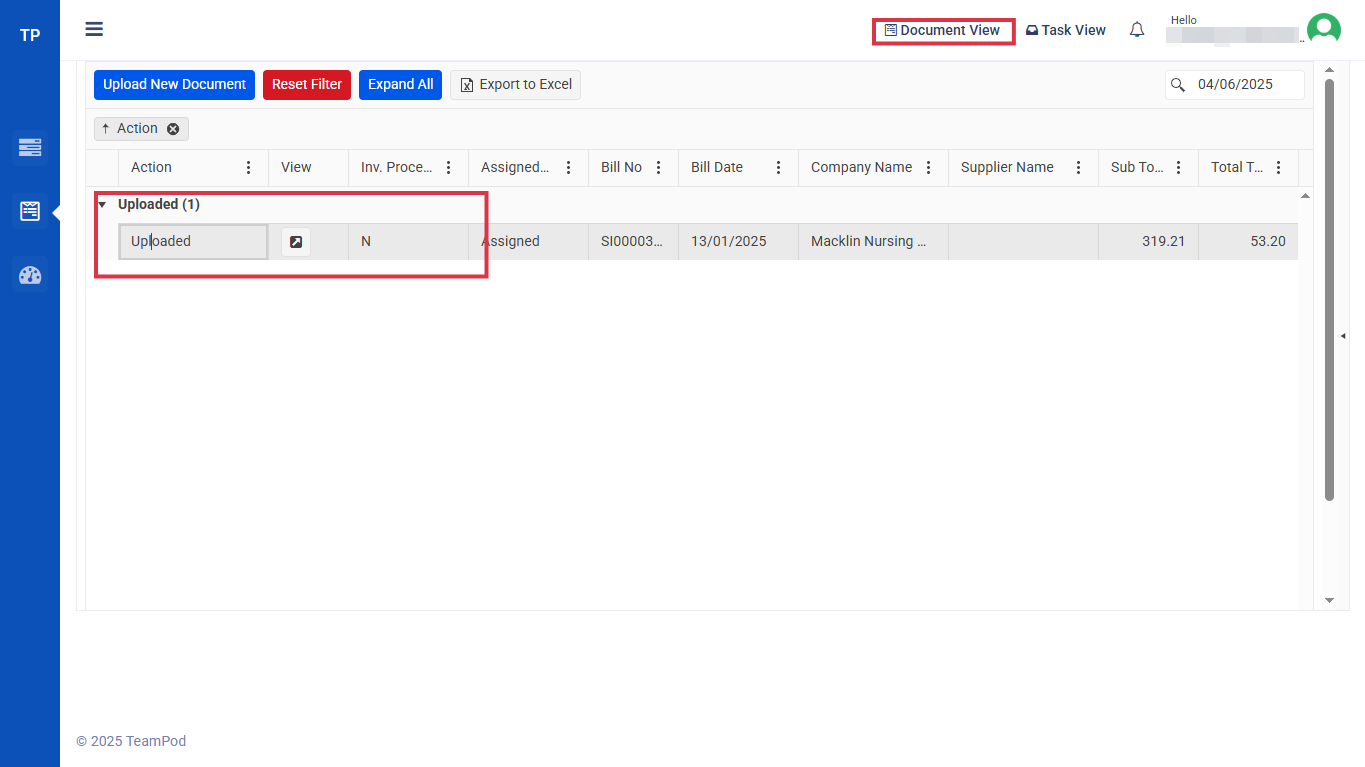 TP
Document View
Task View
Hello
Upload New Document
Reset Filter
Expand All
Export to Excel
04/06/2025
Action
Action
View
Inv. Proce...
Assigned...
Bill No
Bill Date
Company Name
Supplier Name
Sub To...
Total T...
Uploaded (1)
Uploaded
N
Assigned
SI00003...
13/01/2025
Macklin Nursing ...
319.21
53.20
© 2025 TeamPod